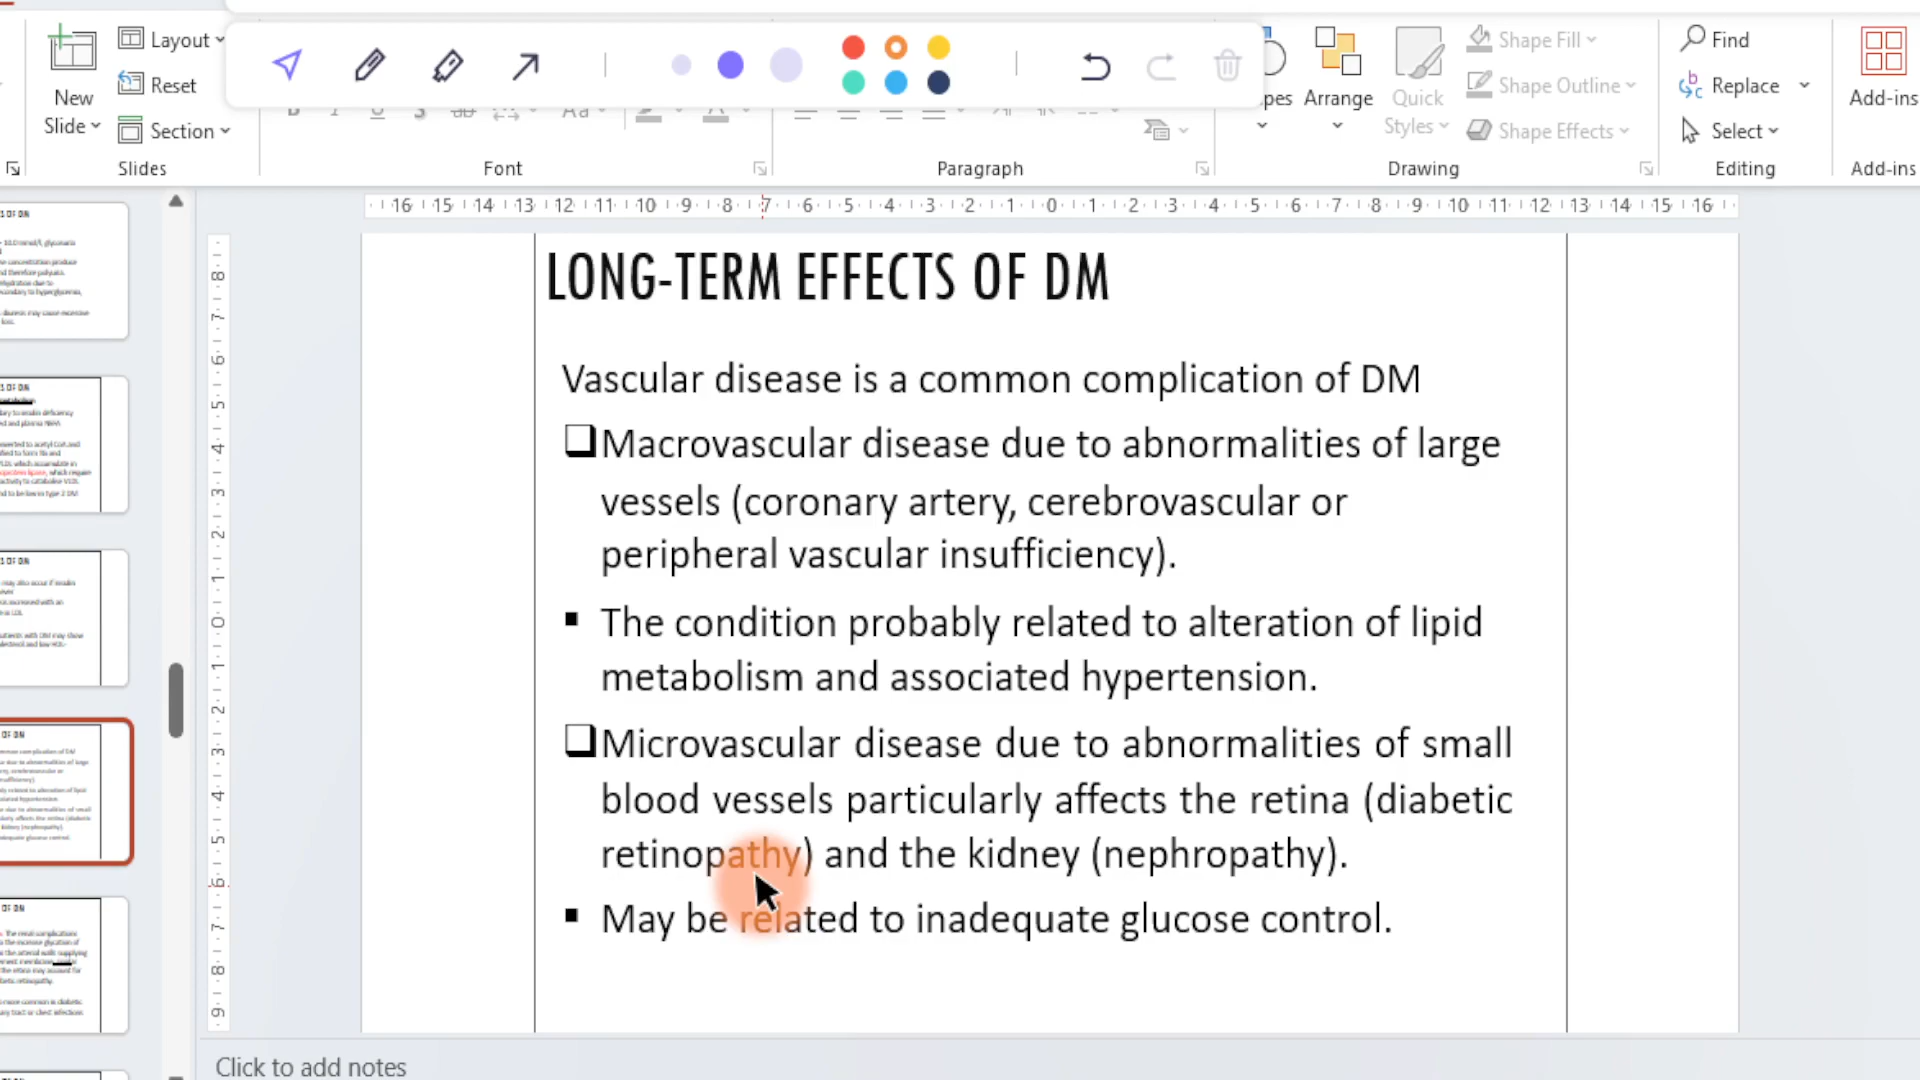 New
Slide
Layout
Reset
Section
Slides
Font
Paragraph
Arrange
Quick
Styles
Shape Fill
Shape Outline
Shape Effects
Drawing
Find
Replace
Select
Editing
Add-ins
Add-ins
LONG-TERM EFFECTS OF DM
Vascular disease is a common complication of DM
Macrovascular disease due to abnormalities of large
vessels (coronary artery, cerebrovascular or
peripheral vascular insufficiency).
The condition probably related to alteration of lipid
metabolism and associated hypertension.
Microvascular disease due to abnormalities of small
blood vessels particularly affects the retina (diabetic
retinopathy) and the kidney (nephropathy).
May be related to inadequate glucose control.
Click to add notes